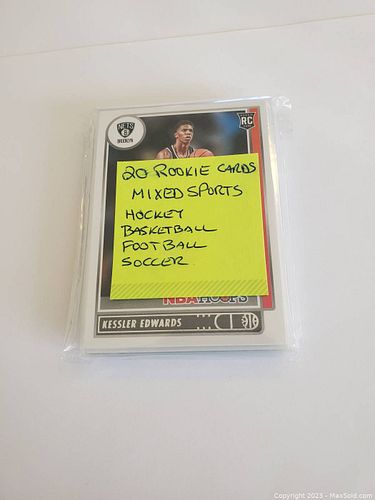 NETS
B
BROOKLYN
RC
20 ROOKIE CARDS
MIXED SPORTS
HOCKEY
BASKETBALL
FOOTBALL
SOCCER
NBA HOOPS
KESSLER EDWARDS
Copyright 2023 - MaxSold.com